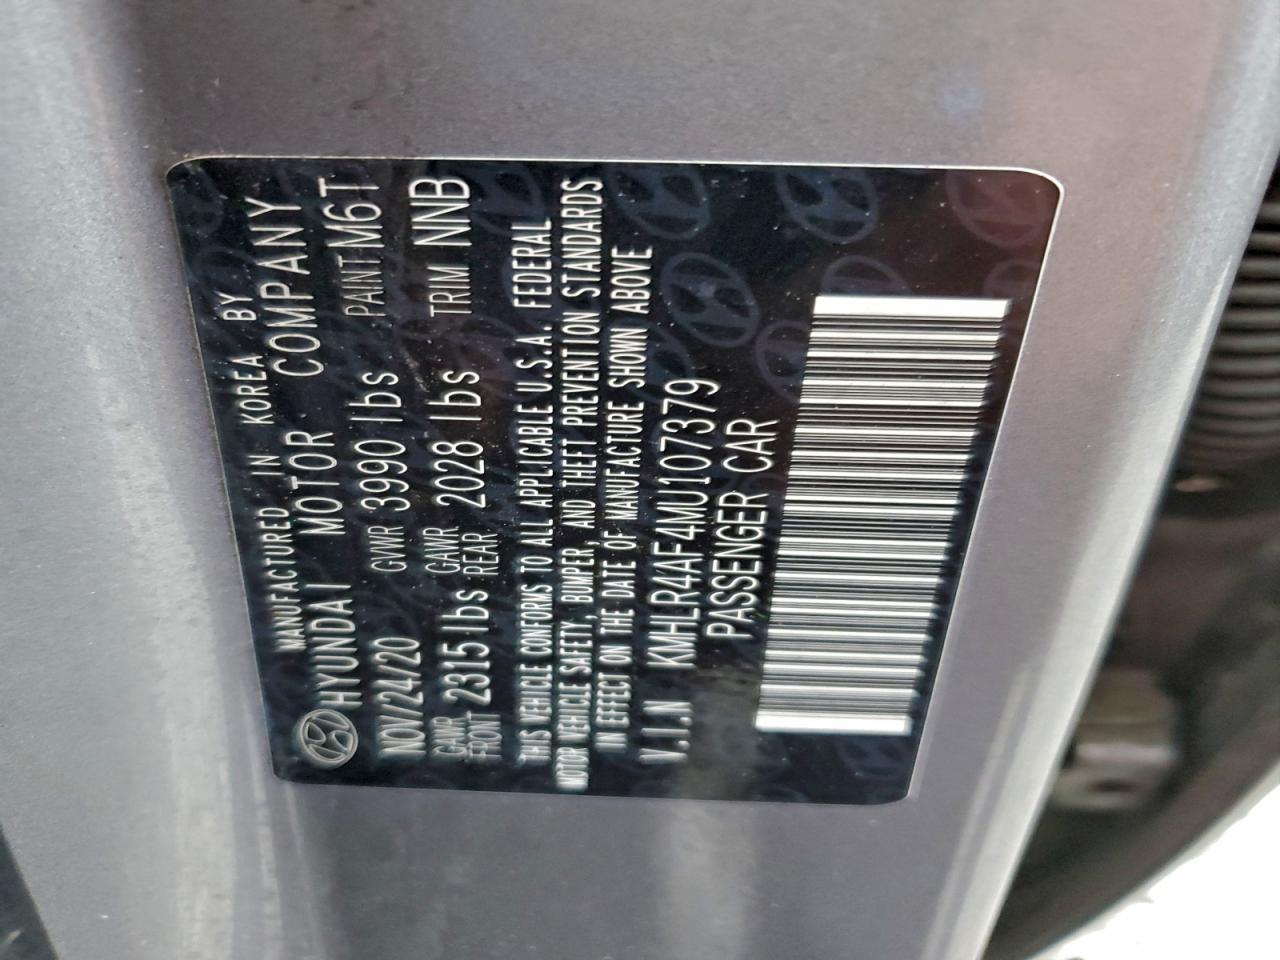 MANUFACTURED IN KOREA BY
HYUNDAI MOTOR COMPANY
NOV/24/20 GVWR 3990 lbs PAINT:M6T
GAWR FRONT 2315 lbs GAWR REAR 2028 lbs TRIM NNB
THIS VEHICLE CONFORMS TO ALL APPLICABLE U.S.A. FEDERAL
MOTOR VEHICLE SAFETY, BUMPER, AND THEFT PREVENTION STANDARDS
IN EFFECT ON THE DATE OF MANUFACTURE SHOWN ABOVE
V.I.N KMHLR4AF4MU107379
PASSENGER CAR